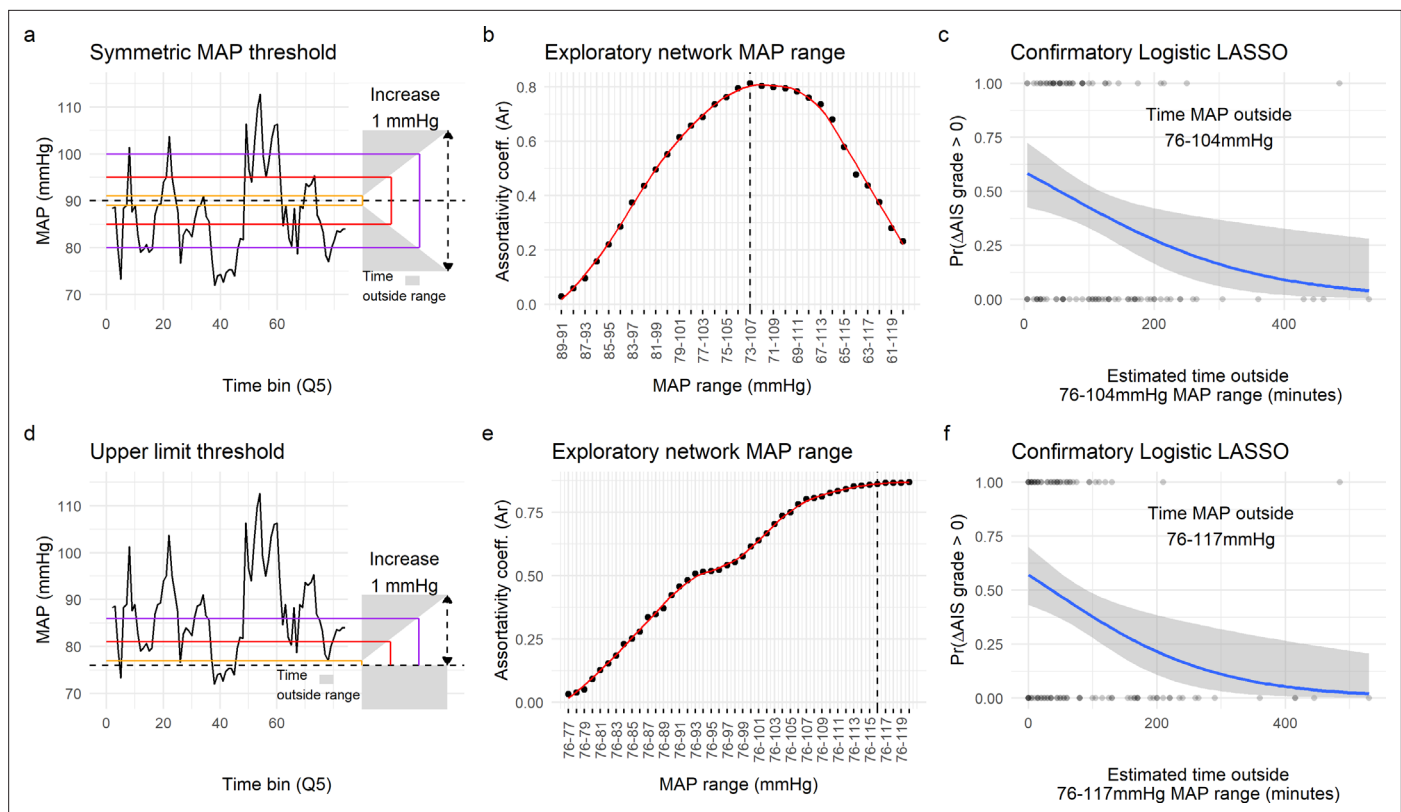 a
Symmetric MAP threshold
MAP (mmHg)
110
100
90
80
70
0
20
40
60
Time bin (Q5)
Increase
1 mmHg
Time
outside range
b
Exploratory network MAP range
Assortativity coeff. (Ar)
0.8
0.6
0.4
0.2
0.0
89-91
87-93
85-95
83-97
81-99
79-101
77-103
75-105
73-107
71-109
69-111
67-113
65-115
63-117
61-119
MAP range (mmHg)
c
Confirmatory Logistic LASSO
Pr(ΔAIS grade > 0)
1.00
0.75
0.50
0.25
0.00
Time MAP outside
76-104mmHg
0
200
400
Estimated time outside
76-104mmHg MAP range (minutes)
d
Upper limit threshold
MAP (mmHg)
110
100
90
80
70
0
20
40
60
Time bin (Q5)
Increase
1 mmHg
Time
outside range
e
Exploratory network MAP range
Assortativity coeff. (Ar)
0.75
0.50
0.25
0.00
76-77
76-79
76-81
76-83
76-85
76-87
76-89
76-91
76-93
76-95
76-97
76-99
76-101
76-103
76-105
76-107
76-109
76-111
76-113
76-115
76-117
76-119
MAP range (mmHg)
f
Confirmatory Logistic LASSO
Pr(ΔAIS grade > 0)
1.00
0.75
0.50
0.25
0.00
Time MAP outside
76-117mmHg
0
200
400
Estimated time outside
76-117mmHg MAP range (minutes)